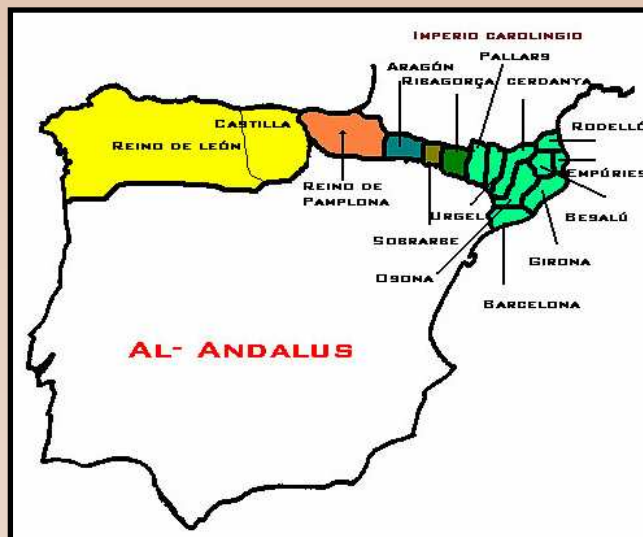 Imperio carolingio
Pallars
Aragón
Ribagorça
cerdanya
Rodelló
Castilla
Reino de león
Empúries
Reino de
Pamplona
Urgel
Besalú
Sobrarbe
Girona
Osona
Barcelona
Al- Andalus